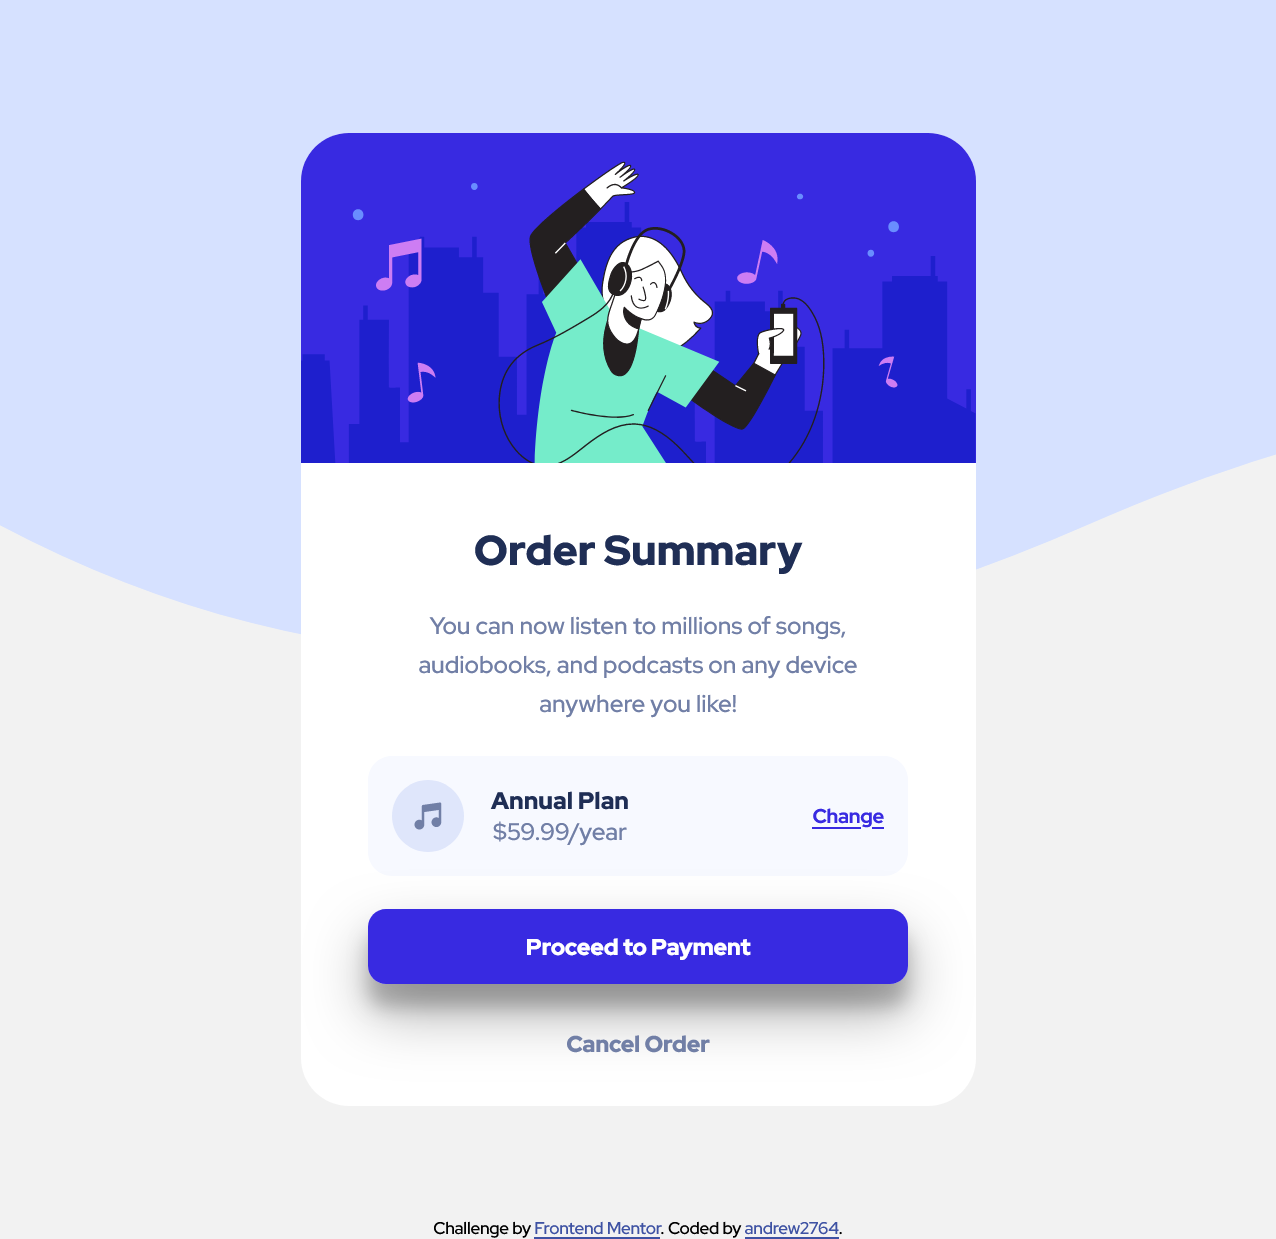 Order Summary
You can now listen to millions of songs,
audiobooks, and podcasts on any device
anywhere you like!
Annual Plan
$59.99/year
Change
Proceed to Payment
Cancel Order
Challenge by Frontend Mentor. Coded by andrew2764.